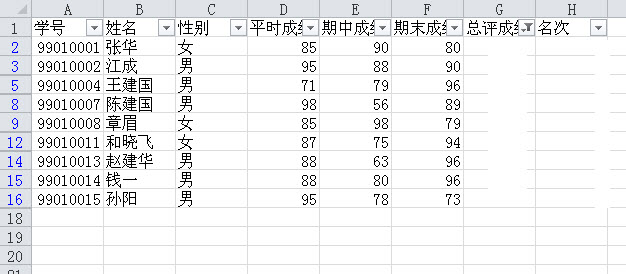 A B C D E F G H
1 学号 姓名 性别 平时成绩 期中成绩 期末成绩 总评成绩 名次
2 99010001 张华 女 85 90 80
3 99010002 江成 男 95 88 90
5 99010004 王建国 男 71 79 96
8 99010007 陈建国 男 98 56 89
9 99010008 章眉 女 85 98 79
12 99010011 和晓飞 女 87 75 94
14 99010013 赵建华 男 88 63 96
15 99010014 钱一 男 88 80 96
16 99010015 孙阳 男 95 78 73
18
19
20